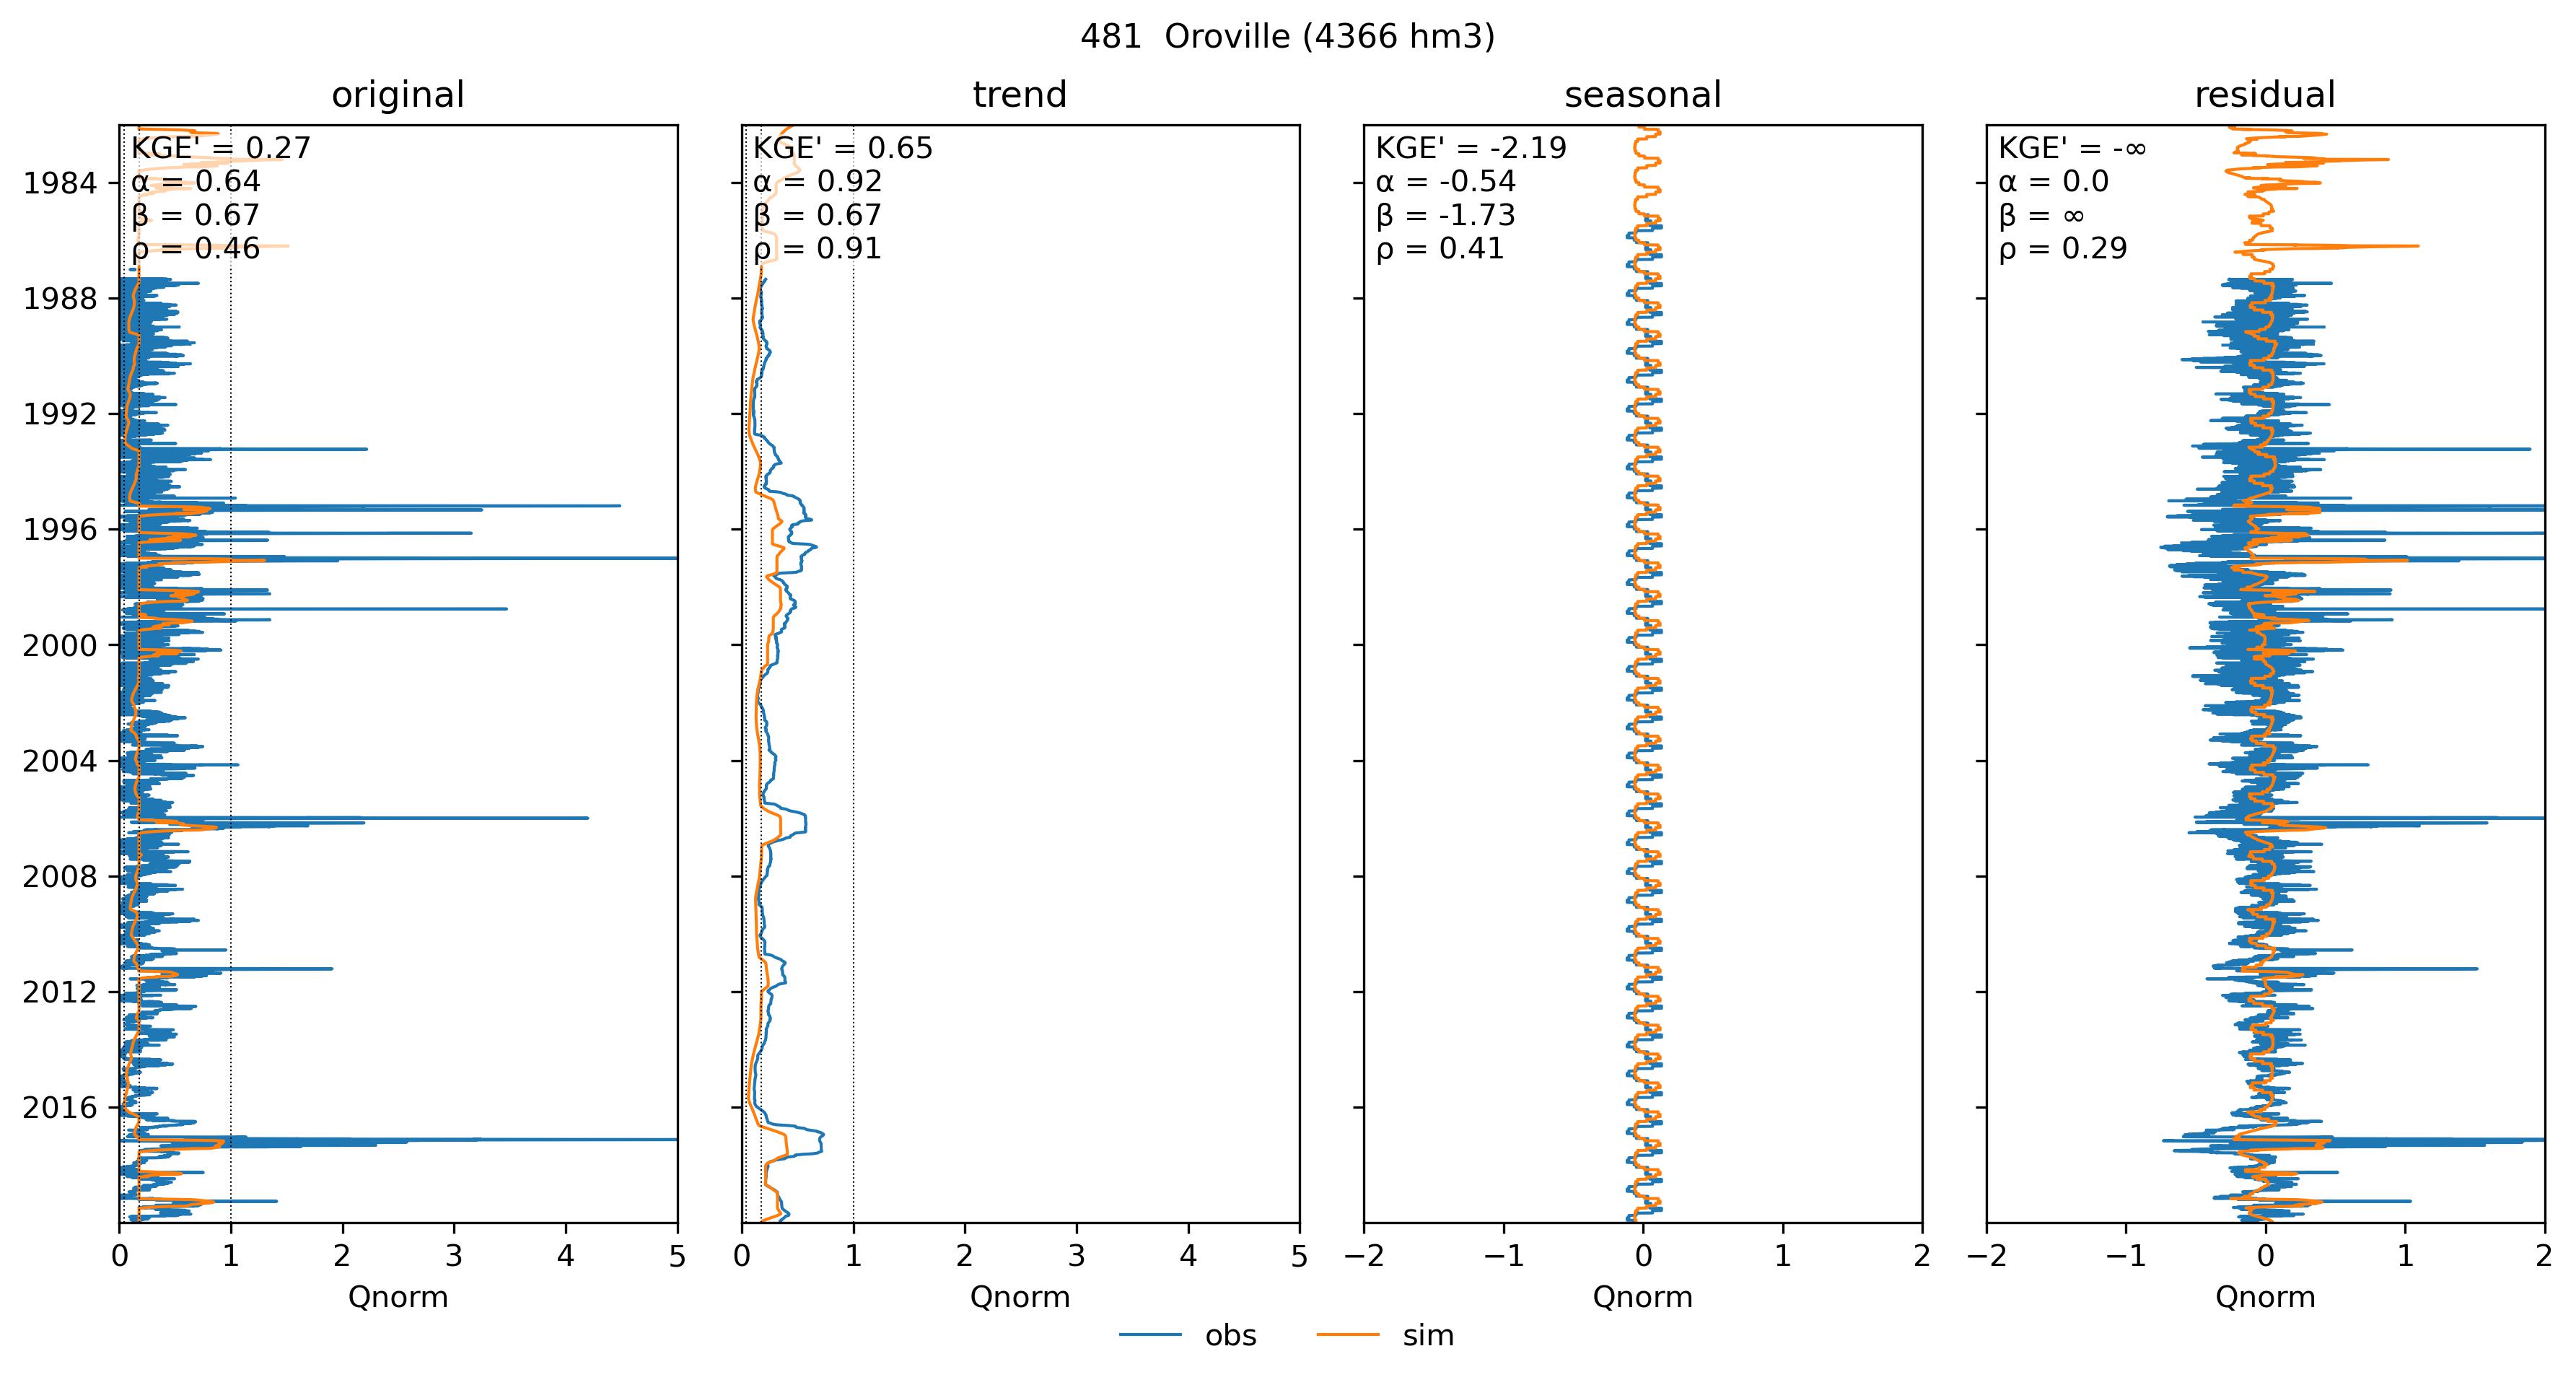 481  Oroville (4366 hm3)
original
trend
seasonal
residual
KGE' = 0.27
α = 0.64
β = 0.67
ρ = 0.46
KGE' = 0.65
α = 0.92
β = 0.67
ρ = 0.91
KGE' = -2.19
α = -0.54
β = -1.73
ρ = 0.41
KGE' = -∞
α = 0.0
β = ∞
ρ = 0.29
1984
1988
1992
1996
2000
2004
2008
2012
2016
0 1 2 3 4 5
0 1 2 3 4 5
−2 −1 0 1 2
−2 −1 0 1 2
Qnorm
Qnorm
Qnorm
Qnorm
obs
sim